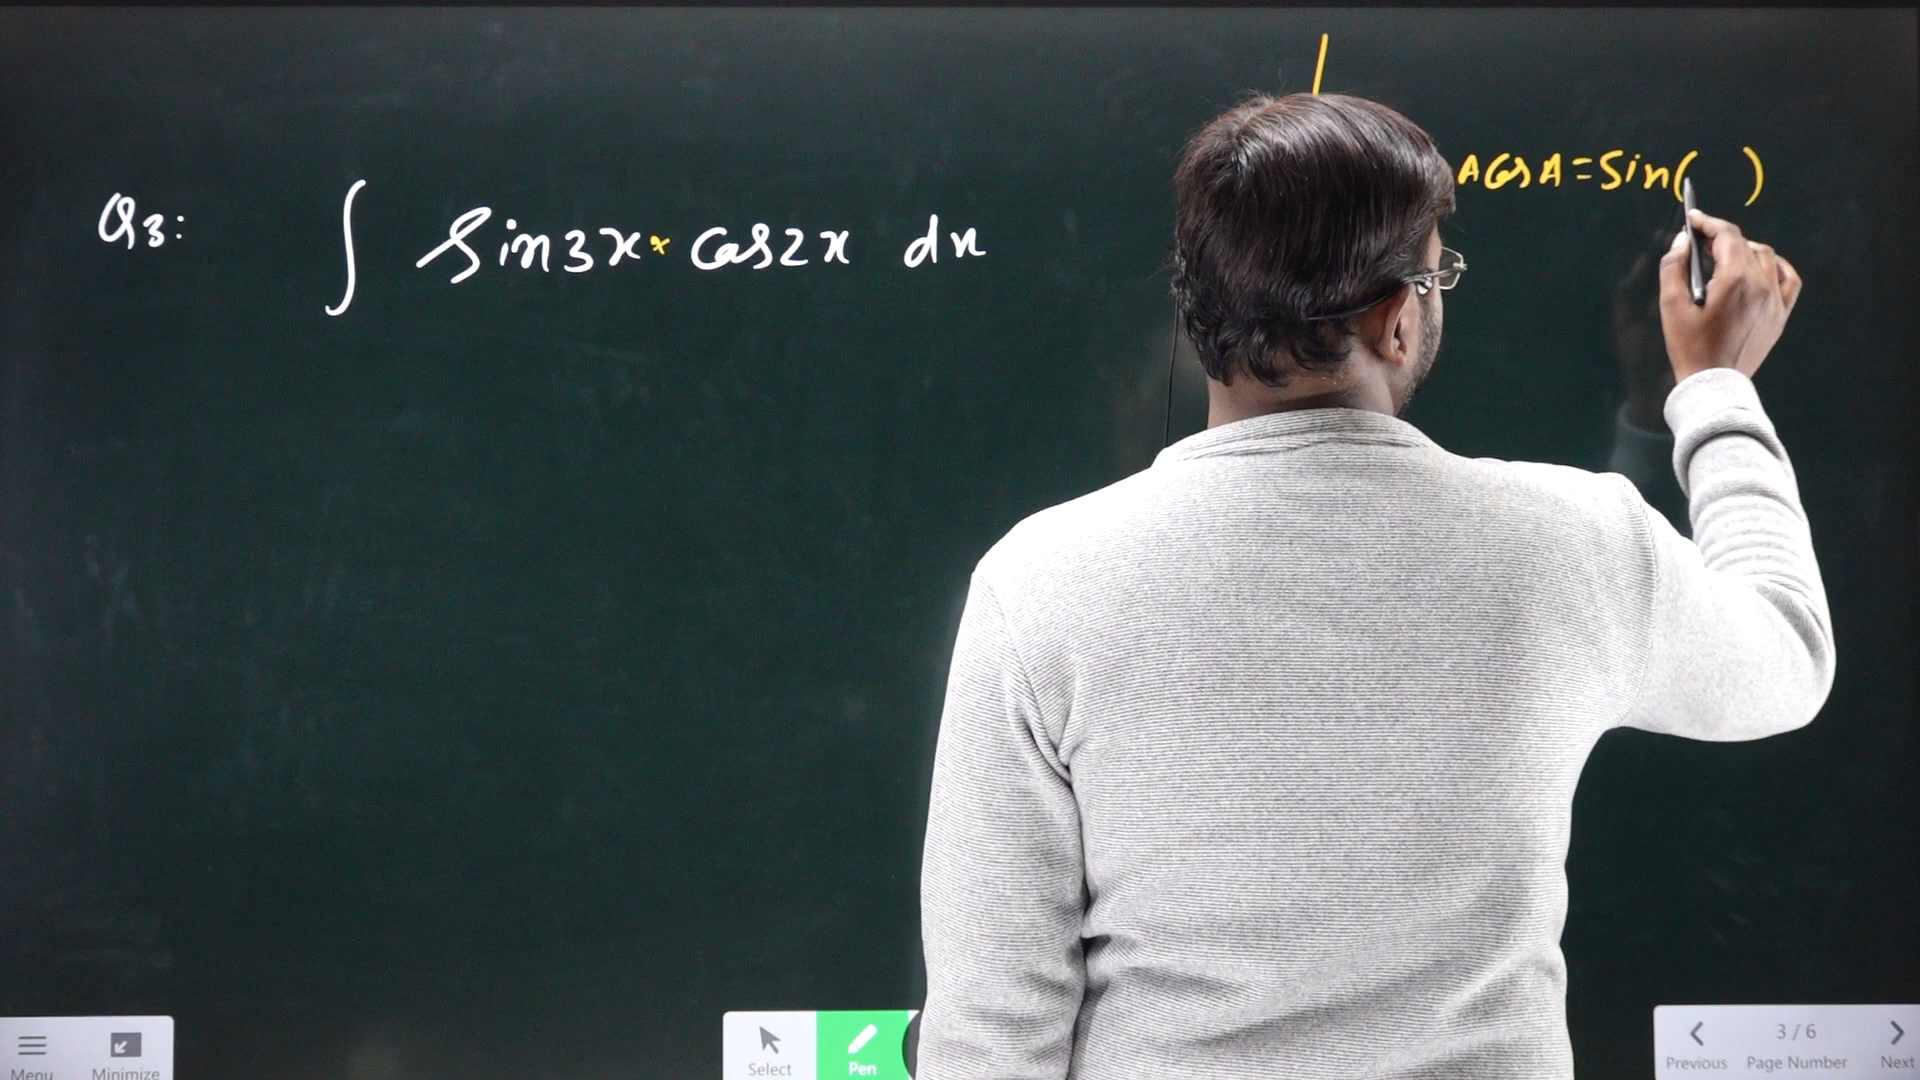 Q3: ∫ Sin3x × Cos2x dx
A Cos A = Sin( )
Menu
Minimize
Select
Pen
3 / 6
Previous Page Number Next